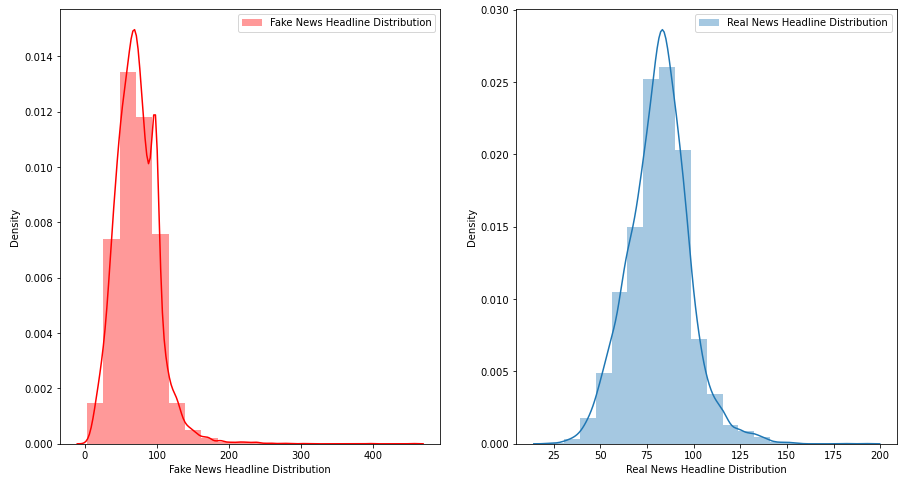 Fake News Headline Distribution
0.014
0.012
0.010
0.008
0.006
0.004
0.002
0.000
Density
0 100 200 300 400
Fake News Headline Distribution
Real News Headline Distribution
0.030
0.025
0.020
0.015
0.010
0.005
0.000
Density
25 50 75 100 125 150 175 200
Real News Headline Distribution